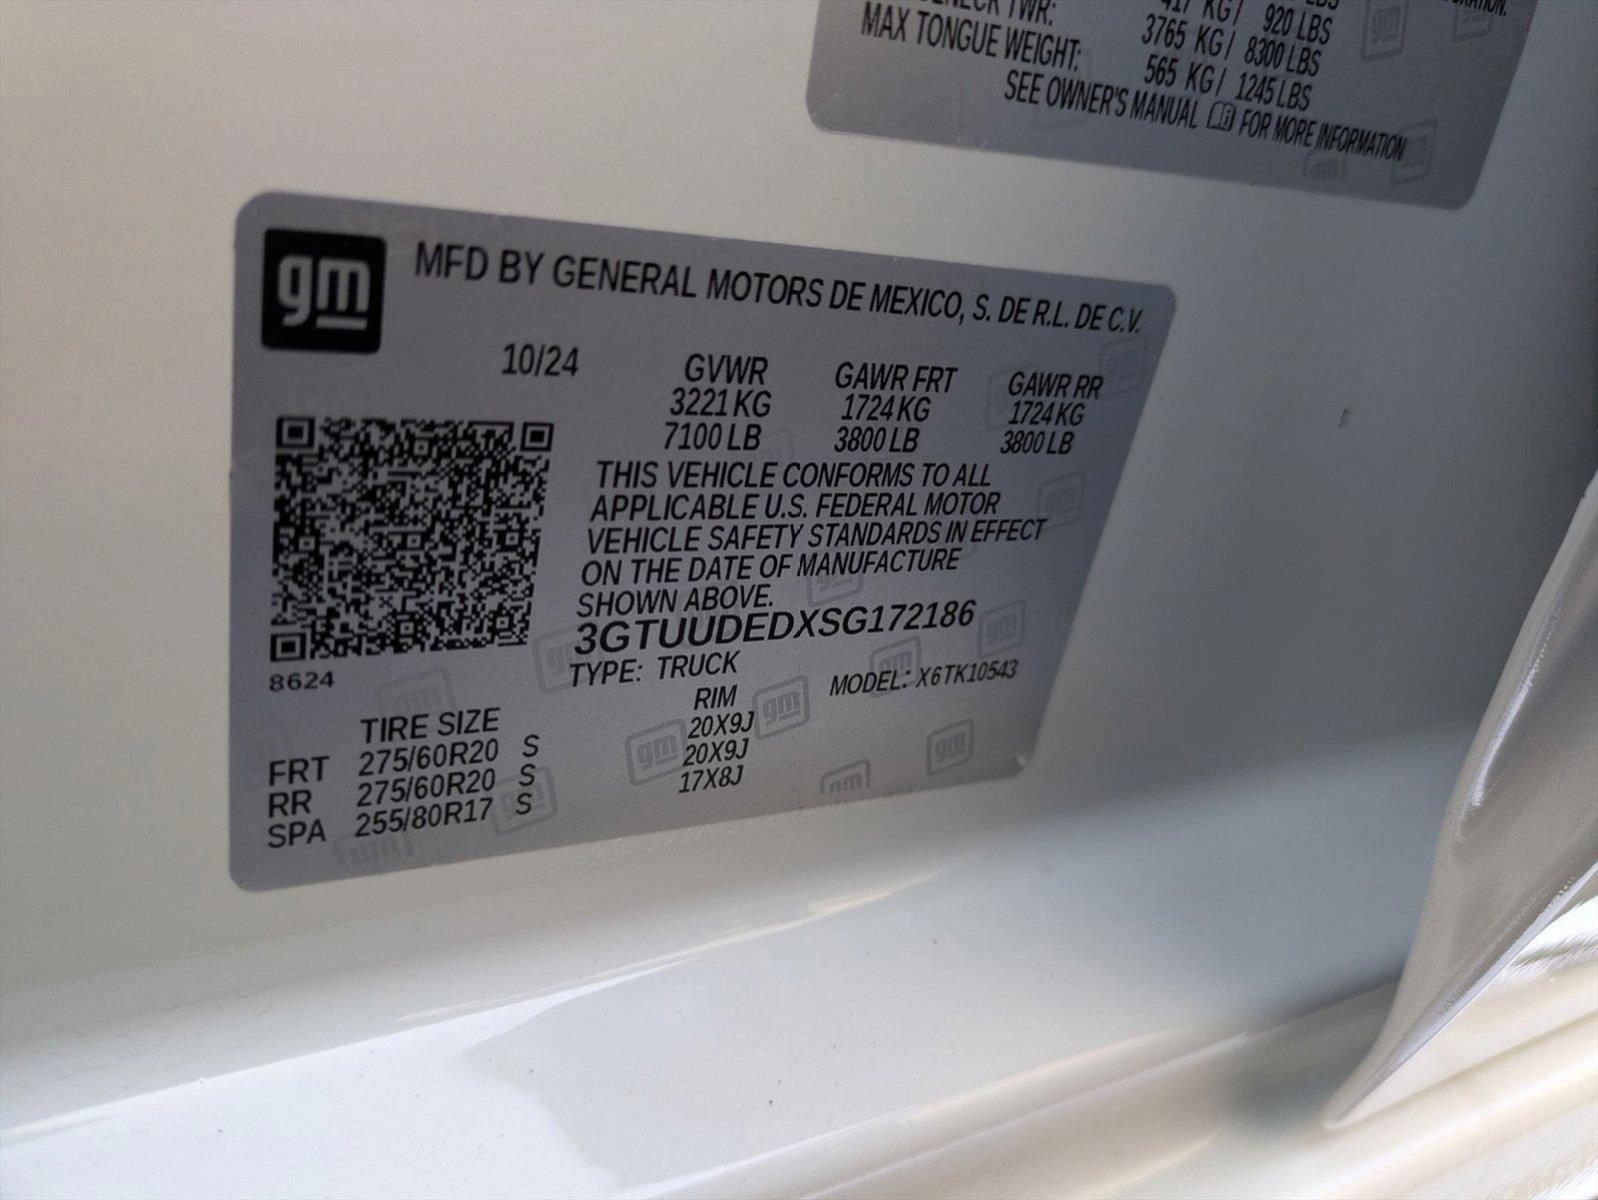 TWR:
KG/ 920 LBS
3765 KG/ 8300 LBS
MAX TONGUE WEIGHT: 565 KG/ 1245 LBS
SEE OWNER'S MANUAL FOR MORE INFORMATION
gm
MFD BY GENERAL MOTORS DE MEXICO, S. DE R.L. DE C.V.
10/24 GVWR GAWR FRT GAWR RR
3221 KG 1724 KG 1724 KG
7100 LB 3800 LB 3800 LB
THIS VEHICLE CONFORMS TO ALL
APPLICABLE U.S. FEDERAL MOTOR
VEHICLE SAFETY STANDARDS IN EFFECT
ON THE DATE OF MANUFACTURE
SHOWN ABOVE.
3GTUUDEDXSG172186
8624
TYPE: TRUCK MODEL: X6TK10543
TIRE SIZE RIM
FRT 275/60R20 S 20X9J
RR 275/60R20 S 20X9J
SPA 255/80R17 S 17X8J